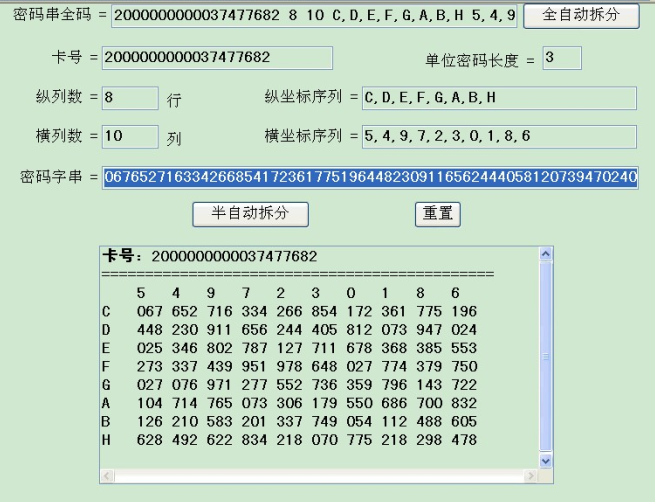 密码串全码 = 2000000000037477682 8 10 C,D,E,F,G,A,B,H 5,4,9 全自动拆分
卡号 = 2000000000037477682 单位密码长度 = 3
纵列数 = 8 行 纵坐标序列 = C,D,E,F,G,A,B,H
横列数 = 10 列 横坐标序列 = 5,4,9,7,2,3,0,1,8,6
密码字串 = 0676527163342668541723617751964482309116562444058120739470240
半自动拆分 重置
卡号: 2000000000037477682
================================================
5 4 9 7 2 3 0 1 8 6
C 067 652 716 334 266 854 172 361 775 196
D 448 230 911 656 244 405 812 073 947 024
E 025 346 802 787 127 711 678 368 385 553
F 273 337 439 951 978 648 027 774 379 750
G 027 076 971 277 552 736 359 796 143 722
A 104 714 765 073 306 179 550 686 700 832
B 126 210 583 201 337 749 054 112 488 605
H 628 492 622 834 218 070 775 218 298 478